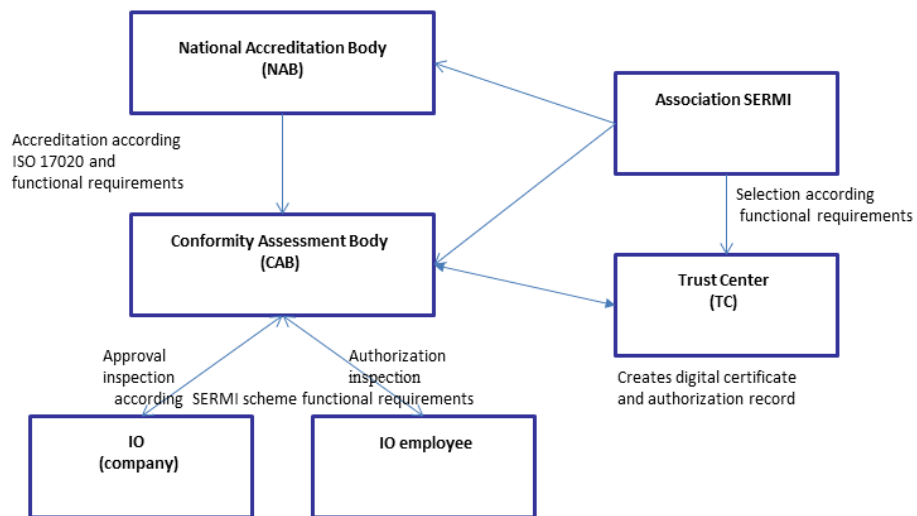 National Accreditation Body
(NAB)
Association SERMI
Accreditation according
ISO 17020 and
functional requirements
Selection according
functional requirements
Conformity Assessment Body
(CAB)
Trust Center
(TC)
Approval
inspection
Authorization
inspection
according SERMI scheme functional requirements
Creates digital certificate
and authorization record
IO
(company)
IO employee